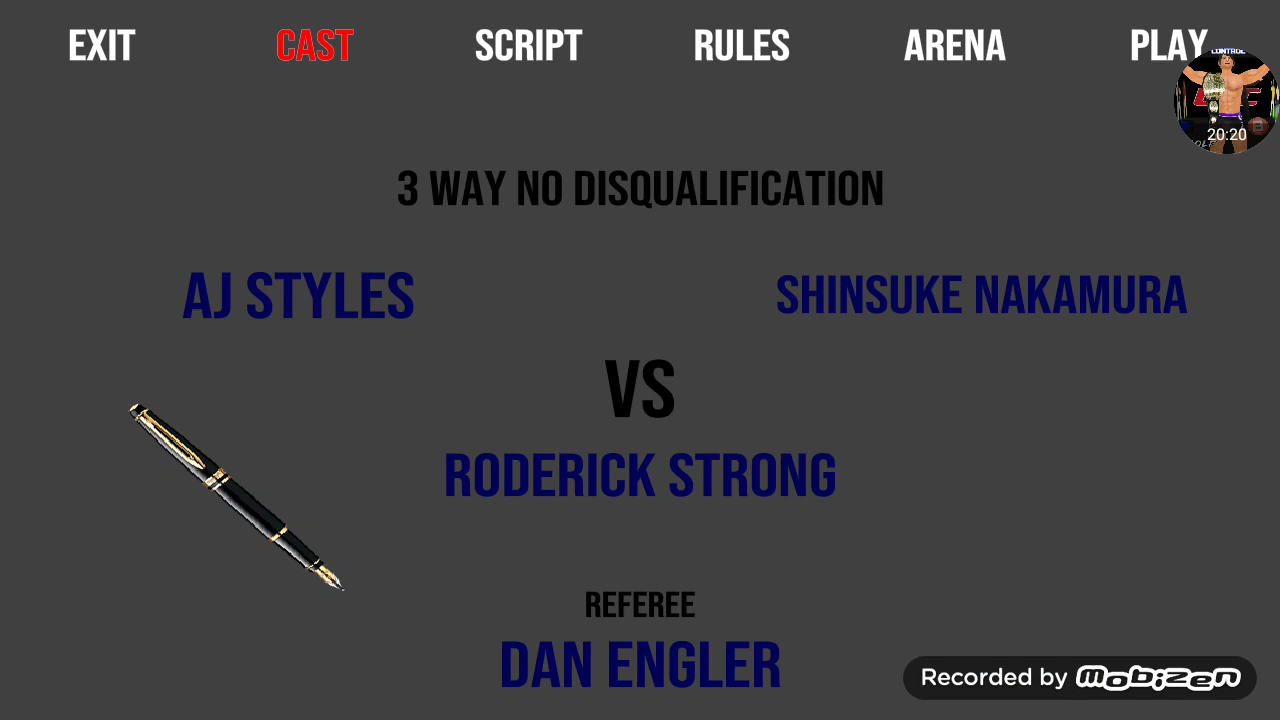 EXIT CAST SCRIPT RULES ARENA PLAY
CONTROL
20:20
3 WAY NO DISQUALIFICATION
AJ STYLES SHINSUKE NAKAMURA
VS
RODERICK STRONG
REFEREE
DAN ENGLER
Recorded by mobizen